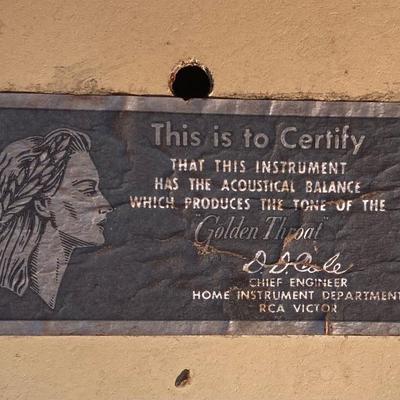 This is to Certify
THAT THIS INSTRUMENT
HAS THE ACOUSTICAL BALANCE
WHICH PRODUCES THE TONE OF THE
"Golden Throat"
D. D. Cole
CHIEF ENGINEER
HOME INSTRUMENT DEPARTMENT
RCA VICTOR